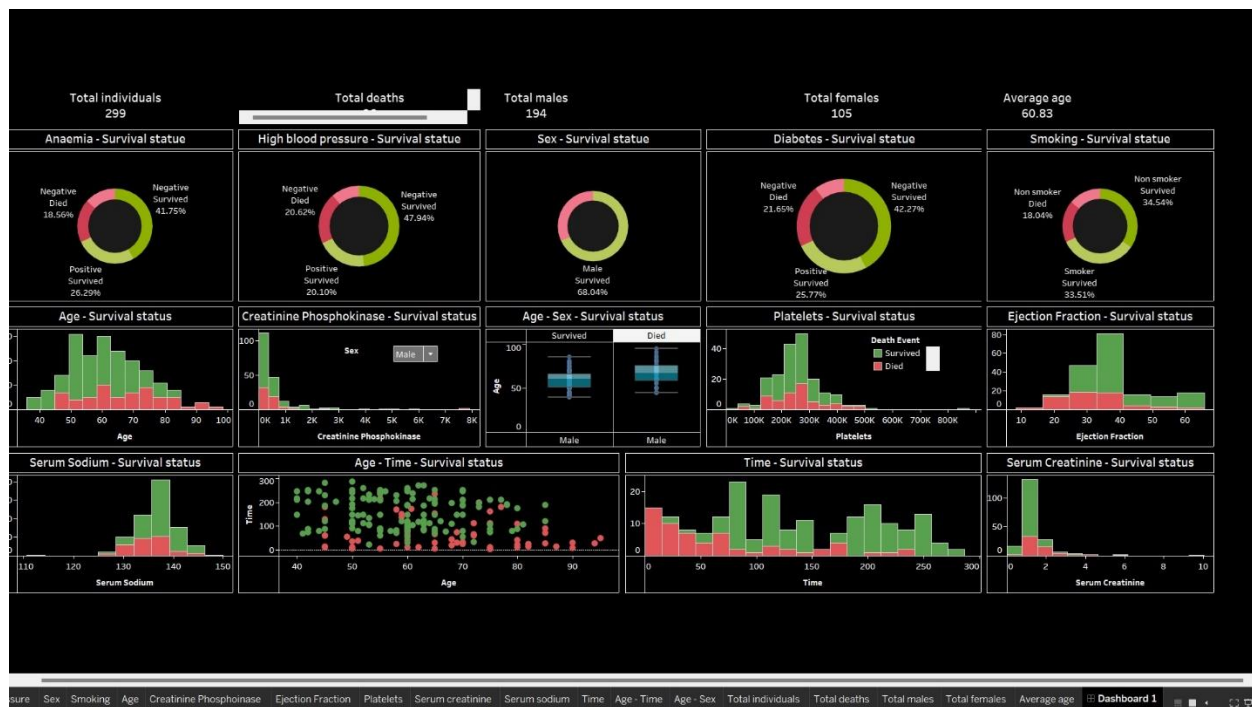 Total individuals
299
Total deaths
Total males
194
Total females
105
Average age
60.83
Anaemia - Survival statue
Negative
Died
18.56%
Negative
Survived
41.75%
Positive
Survived
26.29%
High blood pressure - Survival statue
Negative
Died
20.62%
Negative
Survived
47.94%
Positive
Survived
20.10%
Sex - Survival statue
Male
Survived
68.04%
Diabetes - Survival statue
Negative
Died
21.65%
Negative
Survived
42.27%
Positive
Survived
25.77%
Smoking - Survival statue
Non smoker
Died
18.04%
Non smoker
Survived
34.54%
Smoker
Survived
33.51%
Age - Survival status
40 50 60 70 80 90 100
Age
Creatinine Phosphokinase - Survival status
100
50
0
Sex
Male
0K 1K 2K 3K 4K 5K 6K 7K 8K
Creatinine Phosphokinase
Age - Sex - Survival status
Survived Died
100
50
0
Age
Male Male
Platelets - Survival status
40
20
0
Death Event
Survived
Died
0K 100K 200K 300K 400K 500K 600K 700K 800K
Platelets
Ejection Fraction - Survival status
80
60
40
20
0
10 20 30 40 50 60
Ejection Fraction
Serum Sodium - Survival status
110 120 130 140 150
Serum Sodium
Age - Time - Survival status
300
200
100
0
Time
40 50 60 70 80 90
Age
Time - Survival status
20
10
0
0 50 100 150 200 250 300
Time
Serum Creatinine - Survival status
100
50
0
0 2 4 6 8 10
Serum Creatinine
Sex Smoking Age Creatinine Phosphoinase Ejection Fraction Platelets Serum creatinine Serum sodium Time Age - Time Age - Sex Total individuals Total deaths Total males Total females Average age Dashboard 1